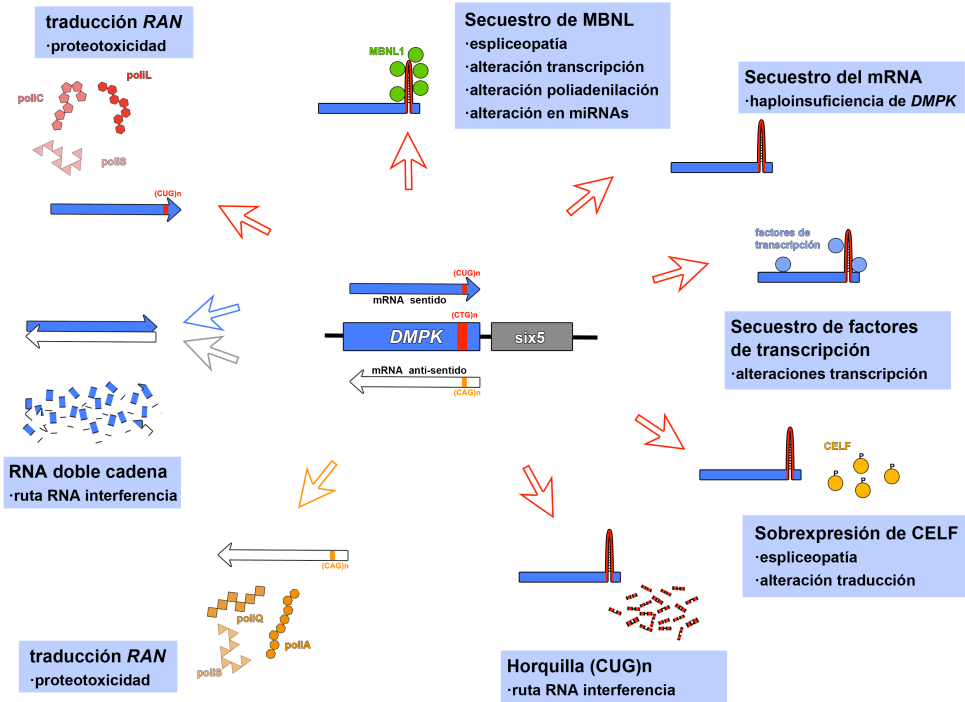 traducción RAN
·proteotoxicidad
poliC
poliL
poliS
(CUG)n
MBNL1
Secuestro de MBNL
·espliceopatía
·alteración transcripción
·alteración poliadenilación
·alteración en miRNAs
Secuestro del mRNA
·haploinsuficiencia de DMPK
factores de
transcripción
Secuestro de factores
de transcripción
·alteraciones transcripción
(CUG)n
mRNA sentido
(CTG)n
DMPK
six5
mRNA anti-sentido
(CAG)n
RNA doble cadena
·ruta RNA interferencia
CELF
P
P
P
P
Sobrexpresión de CELF
·espliceopatía
·alteración traducción
(CAG)n
poliQ
poliA
poliS
traducción RAN
·proteotoxicidad
Horquilla (CUG)n
·ruta RNA interferencia